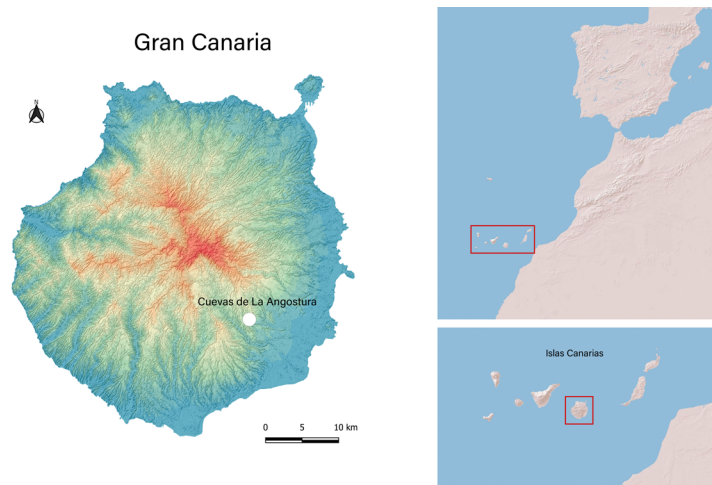 Gran Canaria
N
Cuevas de La Angostura
0 5 10 km
Islas Canarias